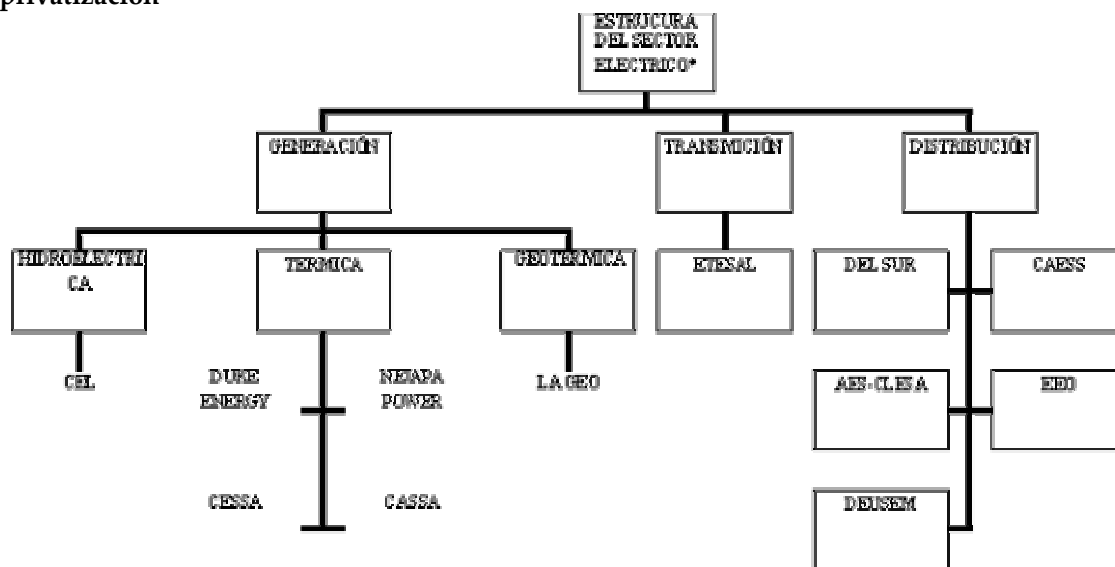 privatización
ESTRUCURA
DEL SECTOR
ELECTRICO*
GENERACIÓN
TRANSMICIÓN
DISTRIBUCIÓN
HIDROELECTRI
CA
TERMICA
GEOTERMICA
ETESAL
DEL SUR
CAESS
CEL
DUKE
ENERGY
NEJAPA
POWER
LA GEO
AES-CLESA
EEO
CESSA
CASSA
DEUSEM